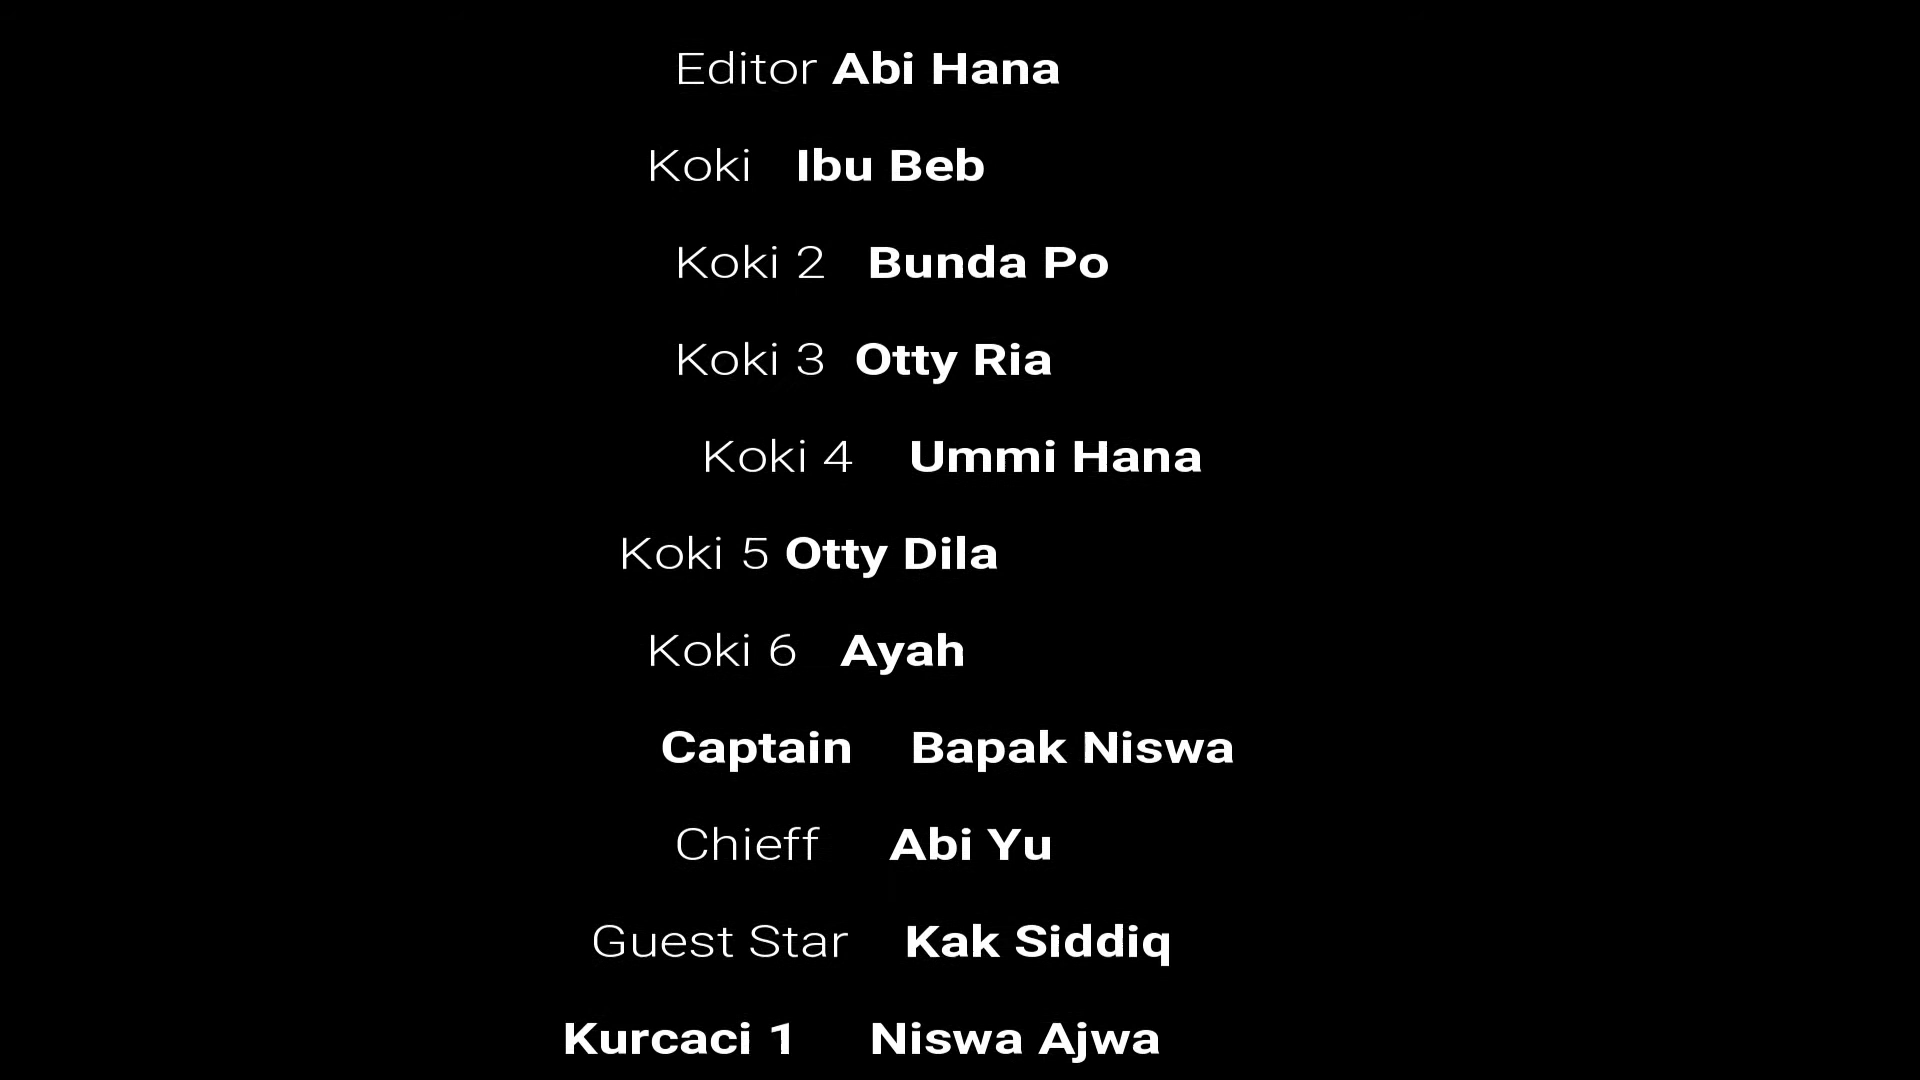 Editor Abi Hana
Koki Ibu Beb
Koki 2 Bunda Po
Koki 3 Otty Ria
Koki 4 Ummi Hana
Koki 5 Otty Dila
Koki 6 Ayah
Captain Bapak Niswa
Chieff Abi Yu
Guest Star Kak Siddiq
Kurcaci 1 Niswa Ajwa